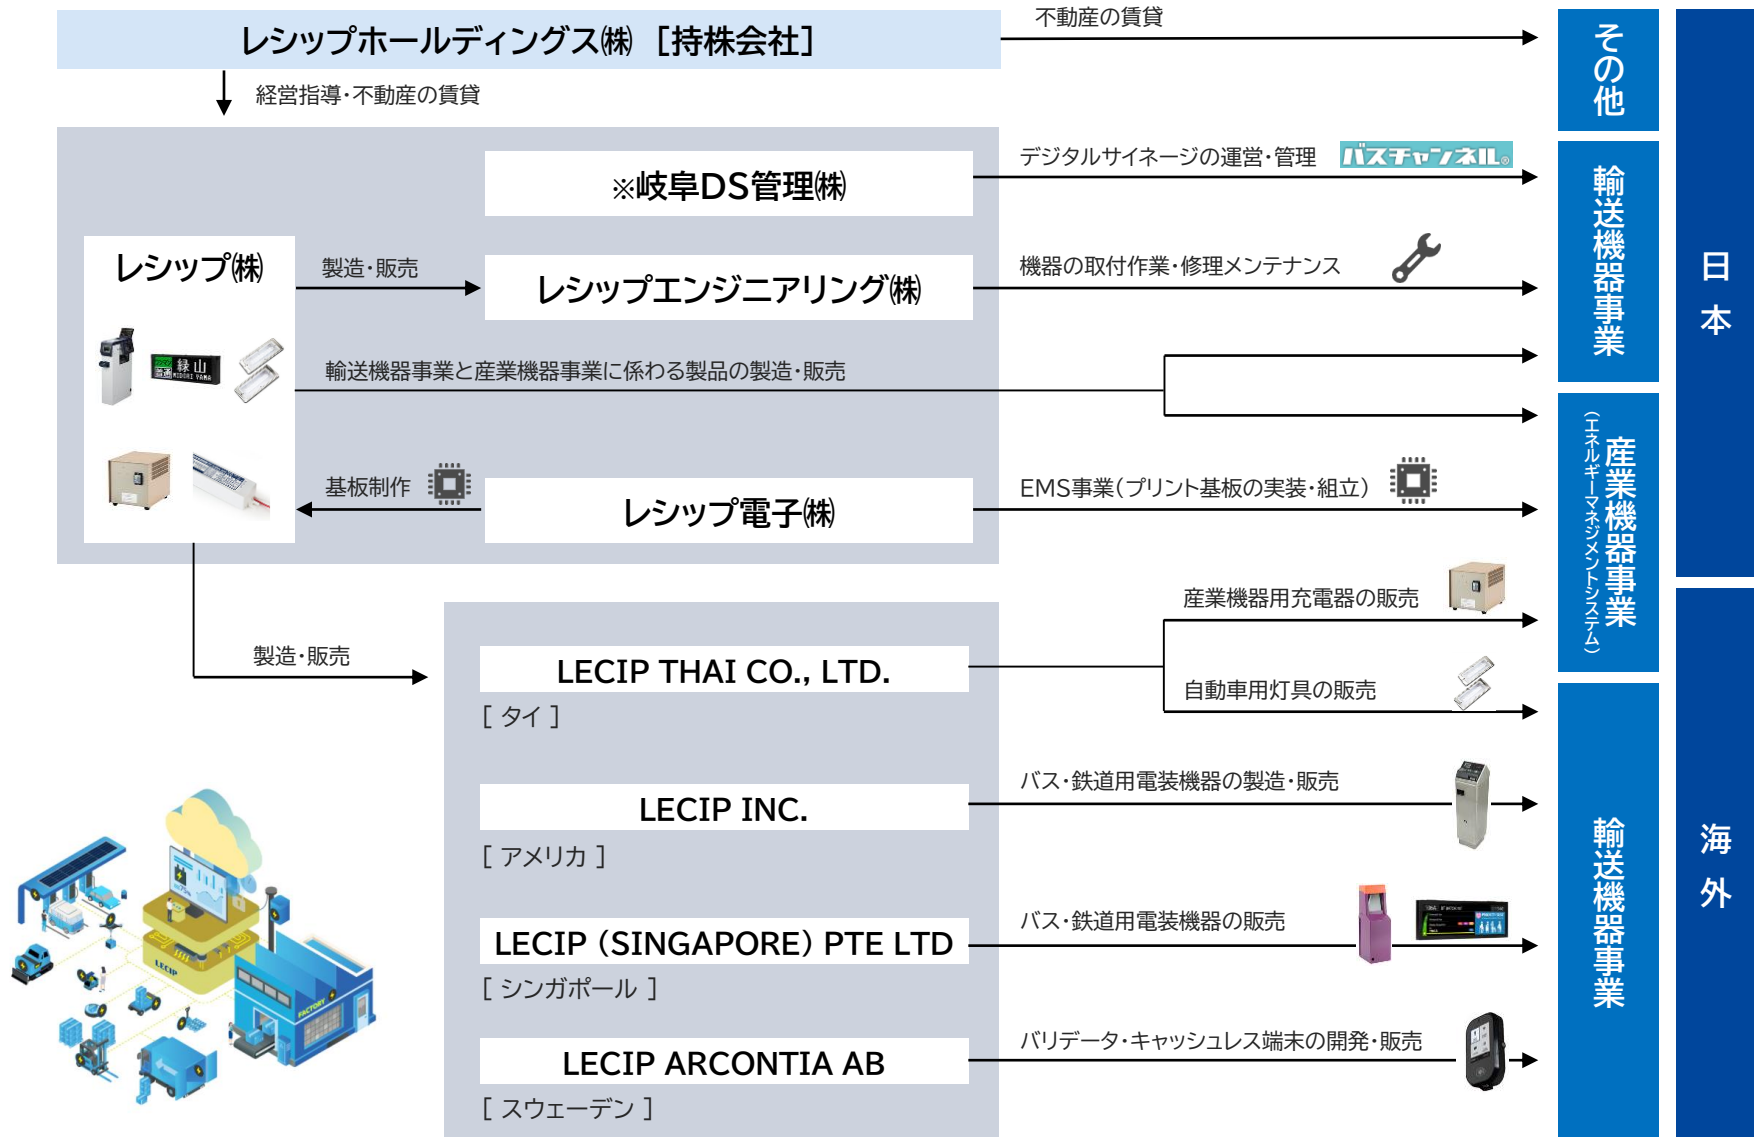 レシップホールディングス㈱ [持株会社]
不動産の賃貸
その他
経営指導・不動産の賃貸
※岐阜DS管理㈱
デジタルサイネージの運営・管理
バスチャンネル®
レシップ㈱
製造・販売
レシップエンジニアリング㈱
機器の取付作業・修理メンテナンス
輸送機器事業
日本
緑山
MIDORI YAMA
輸送機器事業と産業機器事業に係わる製品の製造・販売
基板制作
レシップ電子㈱
EMS事業(プリント基板の実装・組立)
産業機器事業
(エネルギーマネジメントシステム)
製造・販売
LECIP THAI CO., LTD.
[ タイ ]
産業機器用充電器の販売
自動車用灯具の販売
LECIP INC.
[ アメリカ ]
バス・鉄道用電装機器の製造・販売
LECIP (SINGAPORE) PTE LTD
[ シンガポール ]
バス・鉄道用電装機器の販売
LECIP ARCONTIA AB
[ スウェーデン ]
バリデータ・キャッシュレス端末の開発・販売
輸送機器事業
海外
LECIP
FACTORY